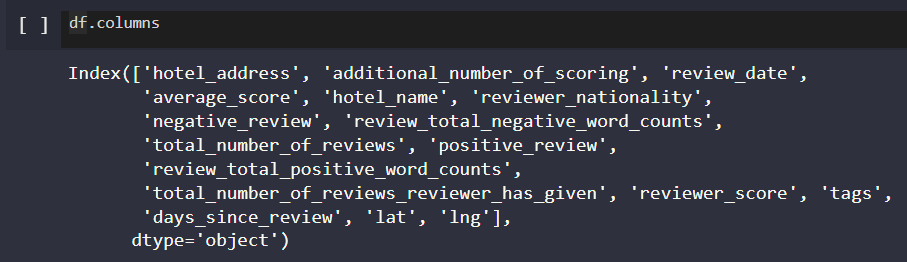 [ ] df.columns
Index(['hotel_address', 'additional_number_of_scoring', 'review_date',
'average_score', 'hotel_name', 'reviewer_nationality',
'negative_review', 'review_total_negative_word_counts',
'total_number_of_reviews', 'positive_review',
'review_total_positive_word_counts',
'total_number_of_reviews_reviewer_has_given', 'reviewer_score', 'tags',
'days_since_review', 'lat', 'lng'],
dtype='object')